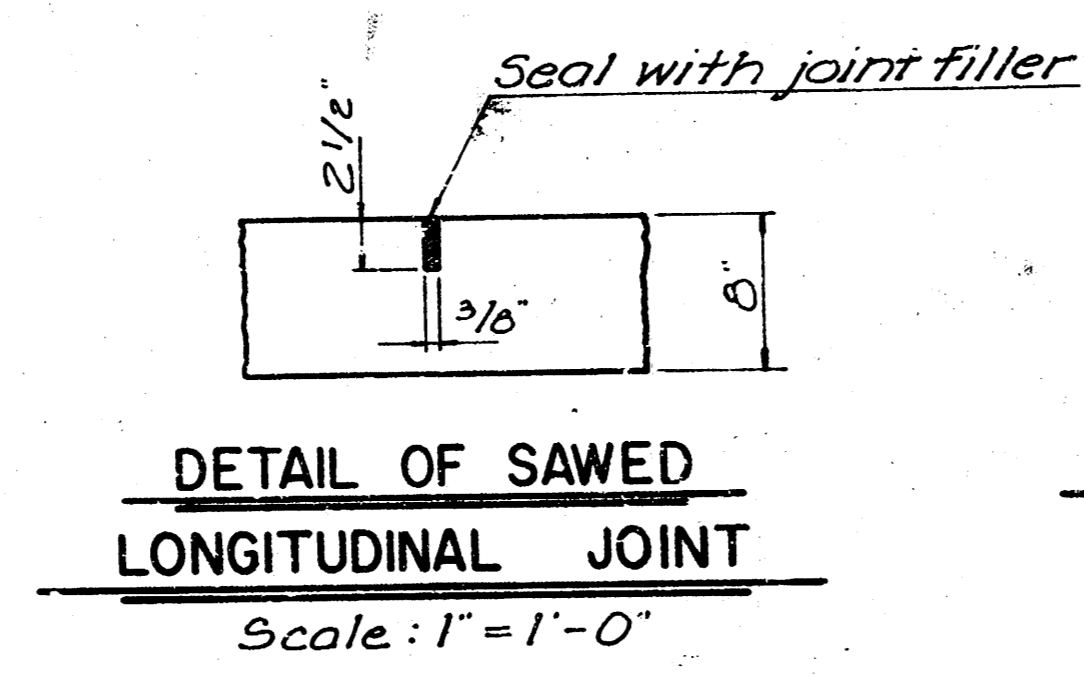 Seal with joint filler
2 1/2"
3/8"
8"
DETAIL OF SAWED
LONGITUDINAL JOINT
Scale: 1" = 1'-0"